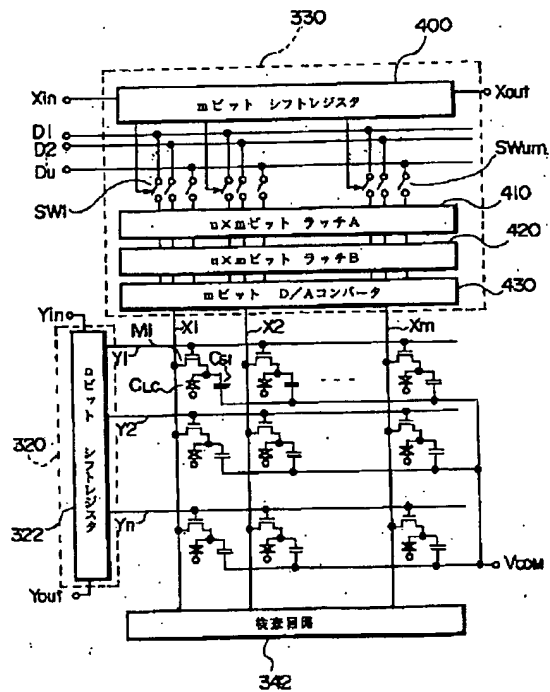 330
400
Xin
mビット シフトレジスタ
Xout
D1
D2
Du
SWum
SW1
410
u×mビット ラッチA
420
u×mビット ラッチB
430
mビット D/Aコンバータ
Yin
X1
X2
Xm
M1
Y1
CS1
CLC
320
Y2
nビット シフトレジスタ
322
Yn
Yout
VCOM
検査回路
342